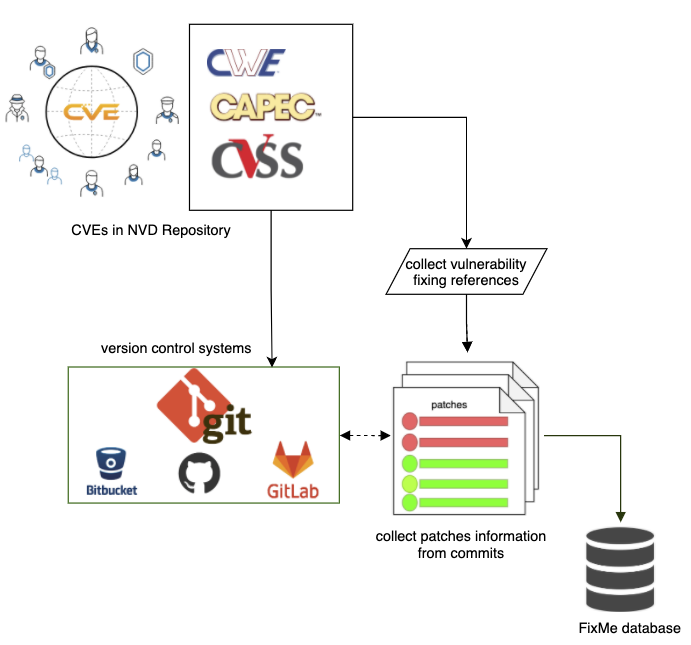 CVE
CWE
CAPEC™
CVSS
CVEs in NVD Repository
collect vulnerability
fixing references
version control systems
git
Bitbucket
GitLab
patches
collect patches information
from commits
FixMe database